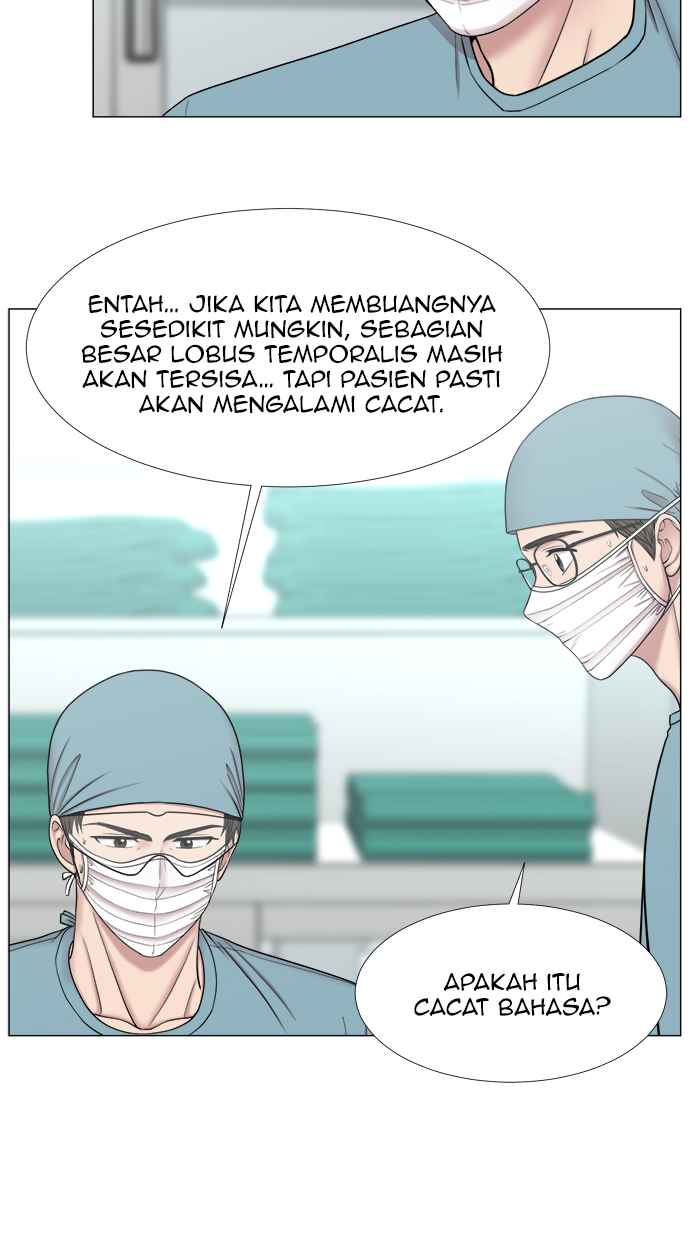 ENTAH... JIKA KITA MEMBUANGNYA
SESEDIKIT MUNGKIN, SEBAGIAN
BESAR LOBUS TEMPORALIS MASIH
AKAN TERSISA... TAPI PASIEN PASTI
AKAN MENGALAMI CACAT.
APAKAH ITU
CACAT BAHASA?